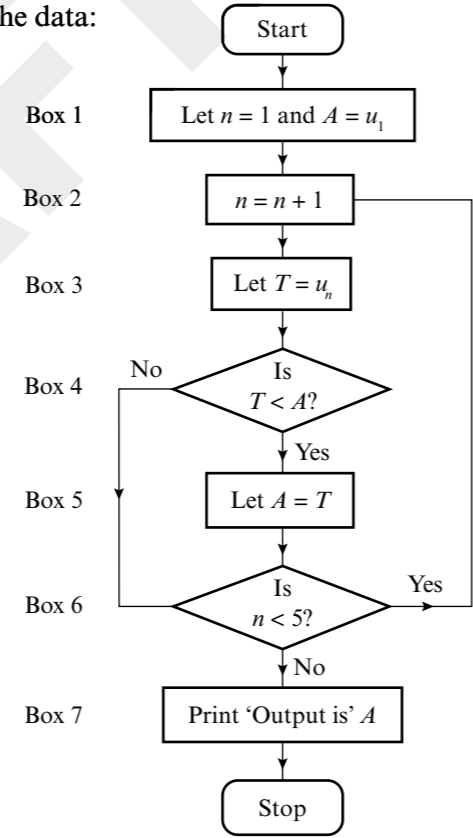 he data:
Start
Box 1
Let n = 1 and A = u₁
Box 2
n = n + 1
Box 3
Let T = uₙ
Box 4
No
Is
T < A?
Yes
Box 5
Let A = T
Box 6
Is
n < 5?
Yes
No
Box 7
Print ‘Output is’ A
Stop